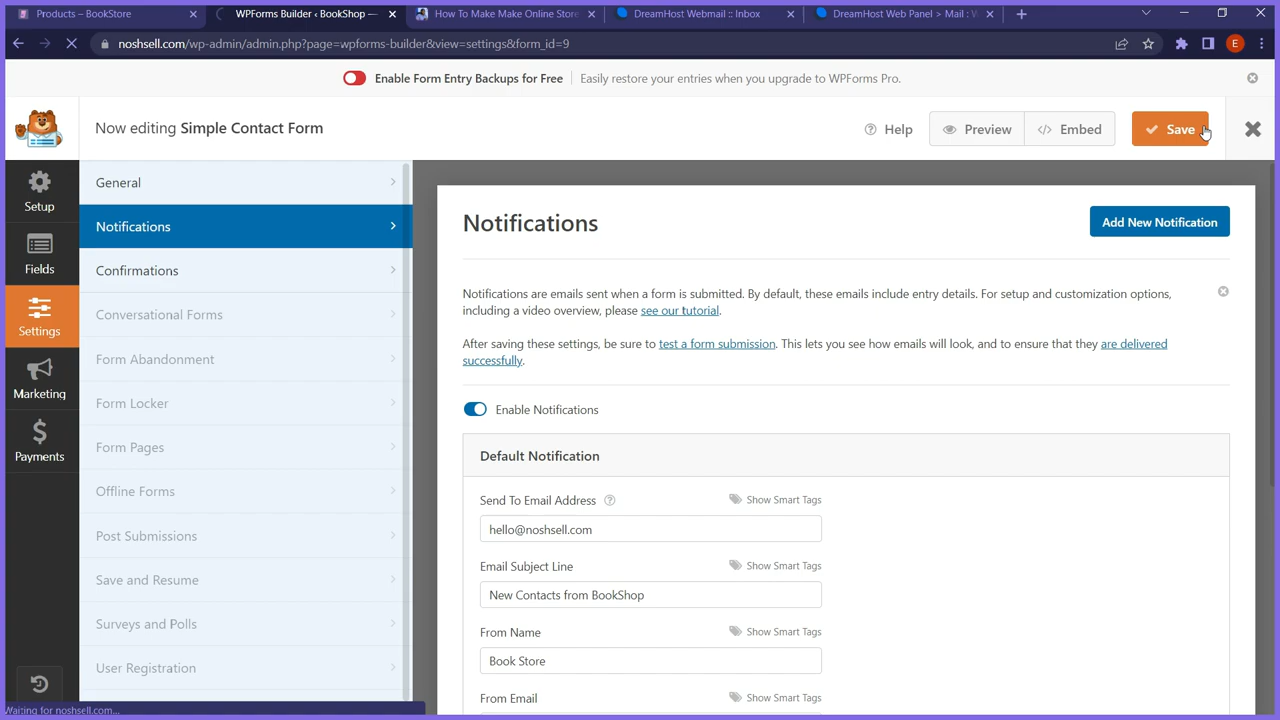 Products – BookStore
WPForms Builder ‹ BookShop —
How To Make Make Online Store
DreamHost Webmail :: Inbox
DreamHost Web Panel > Mail : W
noshsell.com/wp-admin/admin.php?page=wpforms-builder&view=settings&form_id=9
E
Enable Form Entry Backups for Free
Easily restore your entries when you upgrade to WPForms Pro.
Now editing Simple Contact Form
Help
Preview
Embed
Save
Setup
Fields
Settings
Marketing
Payments
General
Notifications
Confirmations
Conversational Forms
Form Abandonment
Form Locker
Form Pages
Offline Forms
Post Submissions
Save and Resume
Surveys and Polls
User Registration
Notifications
Add New Notification
Notifications are emails sent when a form is submitted. By default, these emails include entry details. For setup and customization options,
including a video overview, please see our tutorial.
After saving these settings, be sure to test a form submission. This lets you see how emails will look, and to ensure that they are delivered
successfully.
Enable Notifications
Default Notification
Send To Email Address
Show Smart Tags
hello@noshsell.com
Email Subject Line
Show Smart Tags
New Contacts from BookShop
From Name
Show Smart Tags
Book Store
From Email
Show Smart Tags
Waiting for noshsell.com...